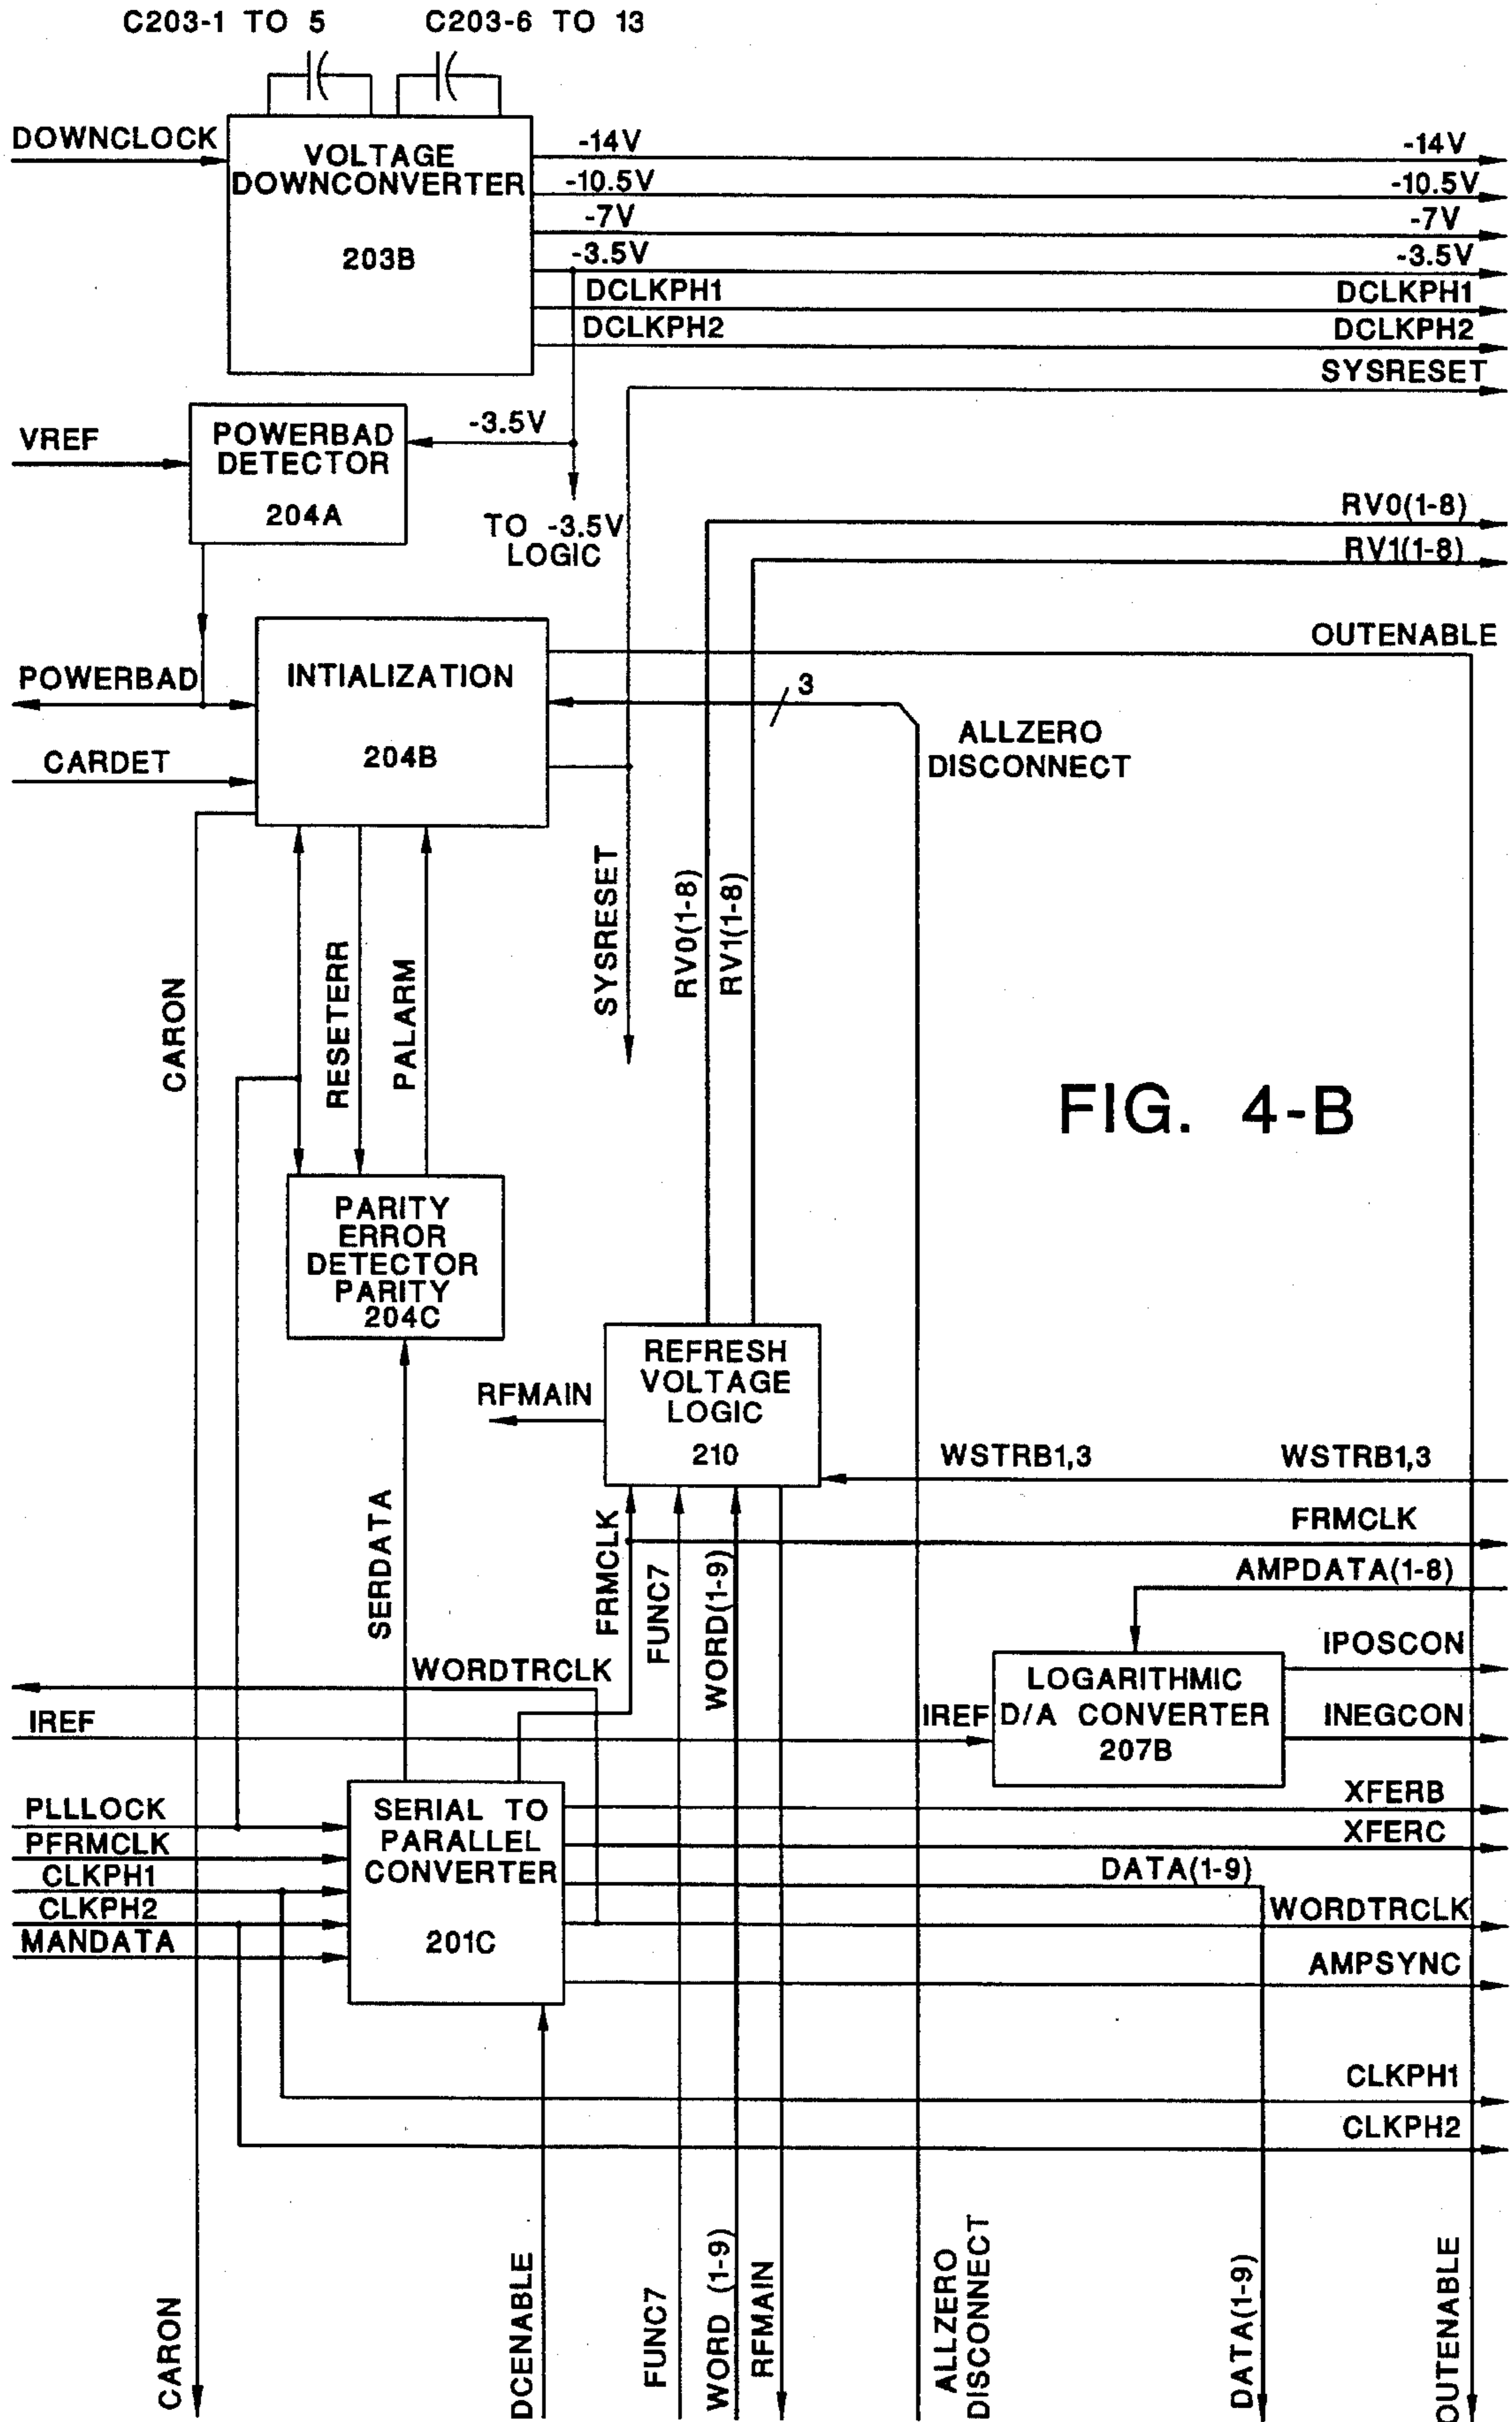 C203-1 TO 5
C203-6 TO 13
DOWNCLOCK
VOLTAGE
DOWNCONVERTER
203B
-14V
-14V
-10.5V
-10.5V
-7V
-7V
-3.5V
-3.5V
DCLKPH1
DCLKPH1
DCLKPH2
DCLKPH2
SYSRESET
VREF
POWERBAD
DETECTOR
204A
-3.5V
TO -3.5V
LOGIC
RV0(1-8)
RV1(1-8)
OUTENABLE
POWERBAD
INTIALIZATION
204B
3
ALLZERO
DISCONNECT
CARDET
CARON
RESETERR
PALARM
SYSRESET
RV0(1-8)
RV1(1-8)
FIG. 4-B
PARITY
ERROR
DETECTOR
PARITY
204C
REFRESH
VOLTAGE
LOGIC
210
RFMAIN
WSTRB1,3
WSTRB1,3
SERDATA
FRMCLK
FUNC7
WORD(1-9)
FRMCLK
AMPDATA(1-8)
WORDTRCLK
IREF
IREF
LOGARITHMIC
D/A CONVERTER
207B
IPOSCON
INEGCON
PLLLOCK
PFRMCLK
CLKPH1
CLKPH2
MANDATA
SERIAL TO
PARALLEL
CONVERTER
201C
XFERB
XFERC
DATA(1-9)
WORDTRCLK
AMPSYNC
CLKPH1
CLKPH2
CARON
DCENABLE
FUNC7
WORD (1-9)
RFMAIN
ALLZERO
DISCONNECT
DATA(1-9)
OUTENABLE